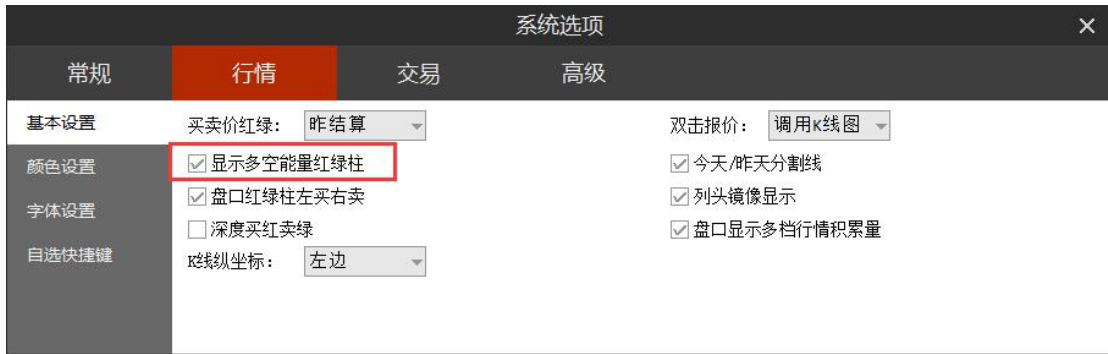 系统选项
常规 行情 交易 高级
基本设置
颜色设置
字体设置
自选快捷键
买卖价红绿： 昨结算
显示多空能量红绿柱
盘口红绿柱左买右卖
深度买红卖绿
K线纵坐标： 左边
双击报价： 调用K线图
今天/昨天分割线
列头镜像显示
盘口显示多档行情积累量